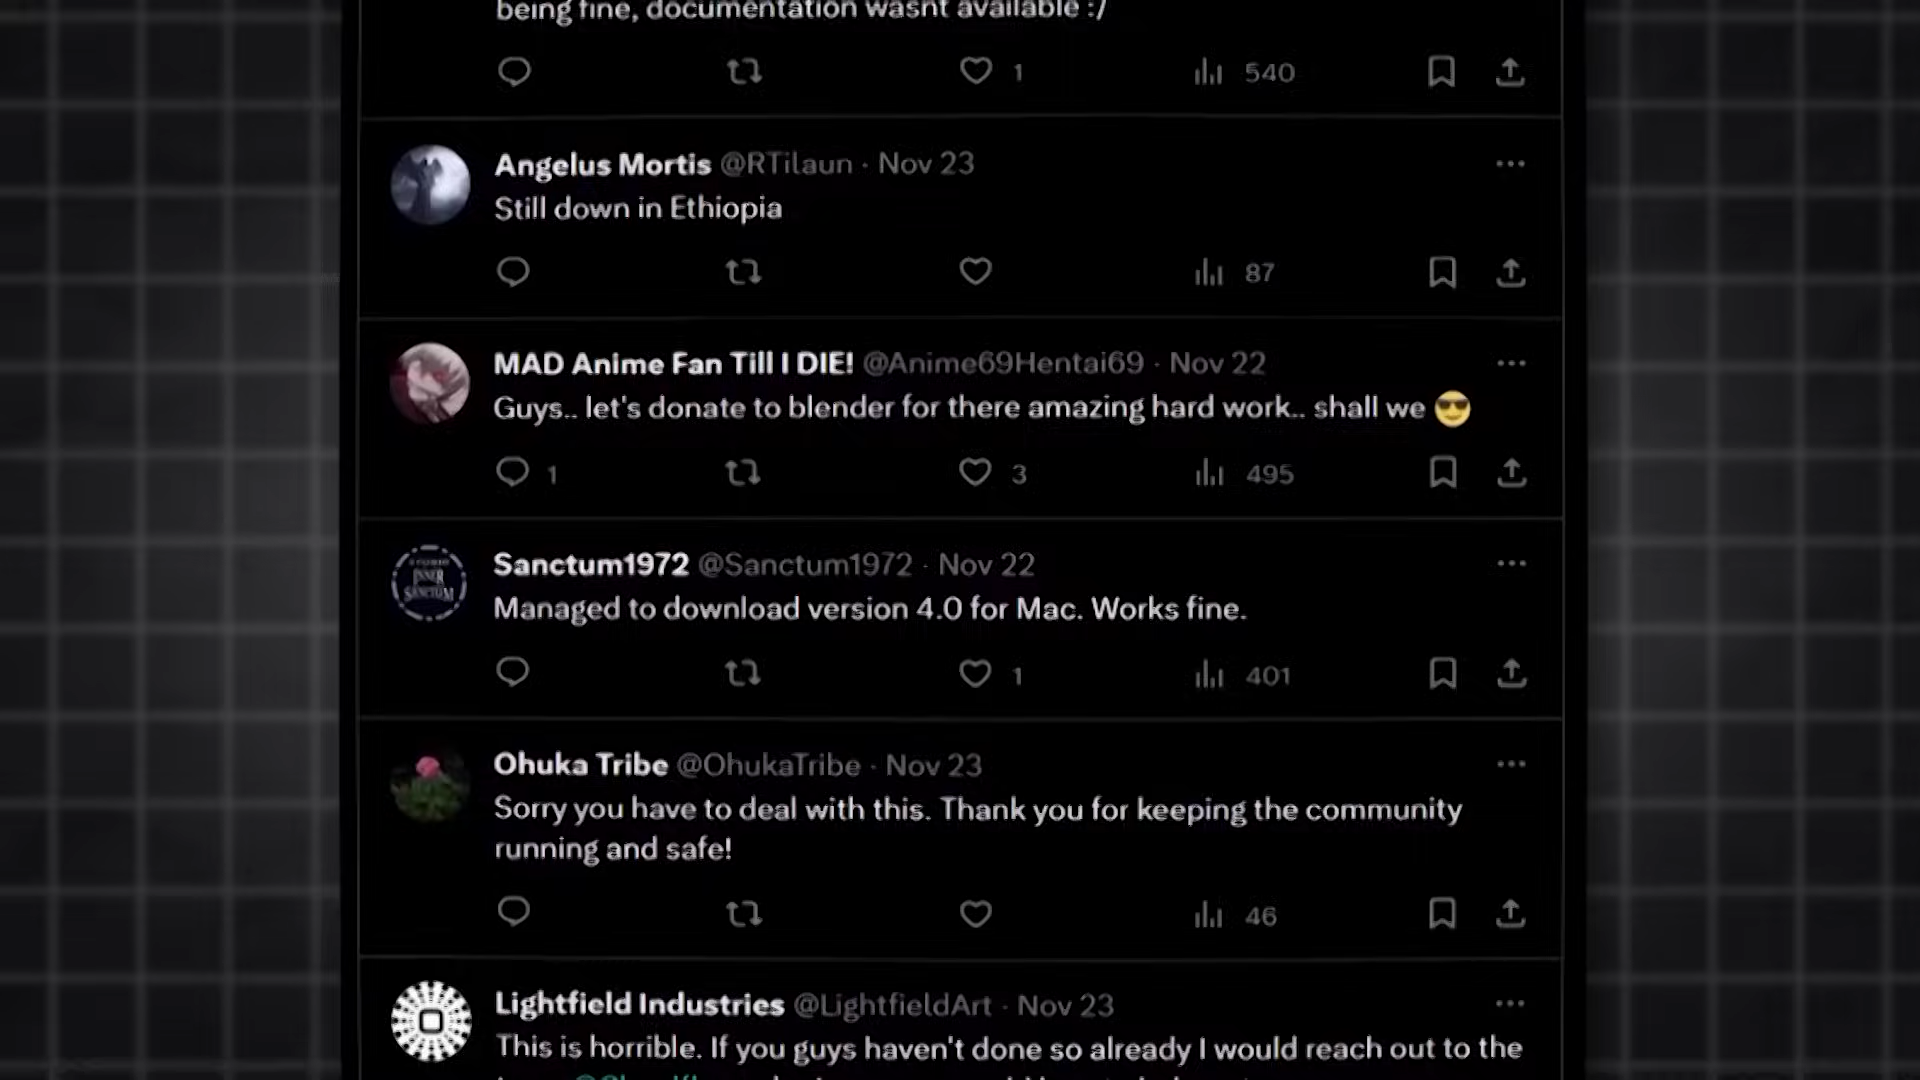 being fine, documentation wasnt available :/
1 540
Angelus Mortis @RTilaun · Nov 23
Still down in Ethiopia
87
MAD Anime Fan Till I DIE! @Anime69Hentai69 · Nov 22
Guys.. let's donate to blender for there amazing hard work.. shall we 😎
1 3 495
INNER
SANCTUM
Sanctum1972 @Sanctum1972 · Nov 22
Managed to download version 4.0 for Mac. Works fine.
1 401
Ohuka Tribe @OhukaTribe · Nov 23
Sorry you have to deal with this. Thank you for keeping the community
running and safe!
46
Lightfield Industries @LightfieldArt · Nov 23
This is horrible. If you guys haven't done so already I would reach out to the